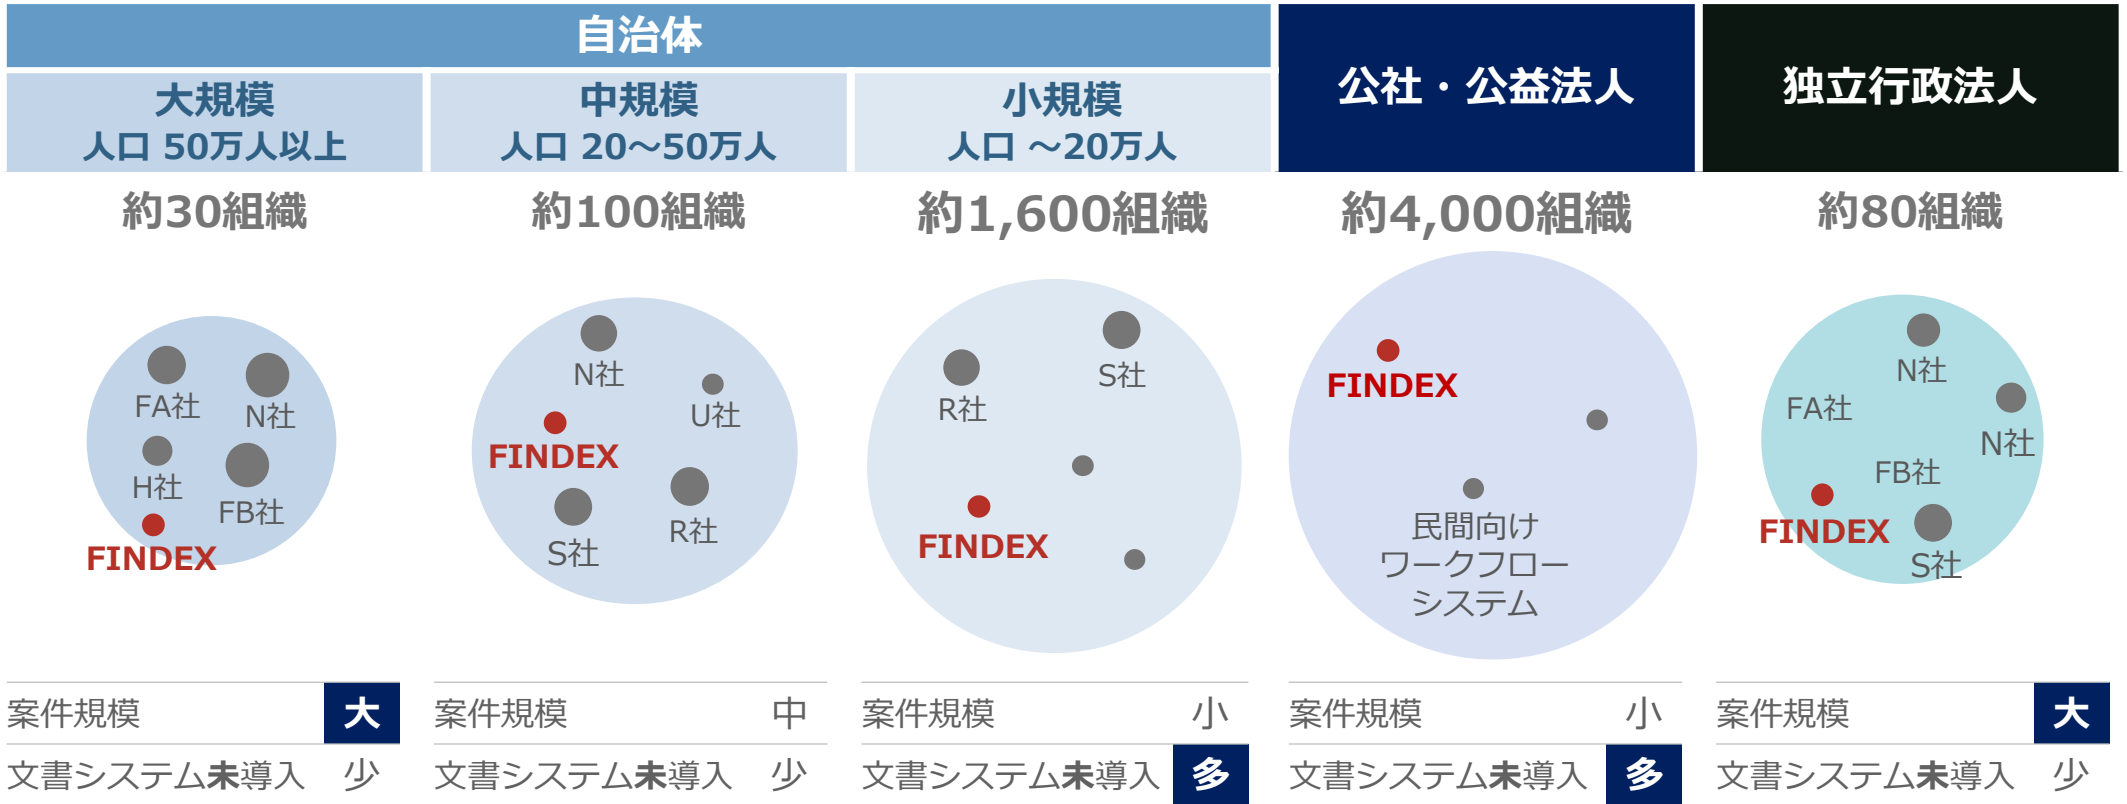 自治体
公社・公益法人
独立行政法人
大規模
人口 50万人以上
中規模
人口 20～50万人
小規模
人口 ～20万人
約30組織
約100組織
約1,600組織
約4,000組織
約80組織
FA社
N社
H社
FB社
FINDEX
N社
U社
FINDEX
S社
R社
S社
R社
FINDEX
FINDEX
民間向け
ワークフロー
システム
N社
FA社
N社
FB社
FINDEX
S社
案件規模 大
文書システム未導入 少
案件規模 中
文書システム未導入 少
案件規模 小
文書システム未導入 多
案件規模 小
文書システム未導入 多
案件規模 大
文書システム未導入 少